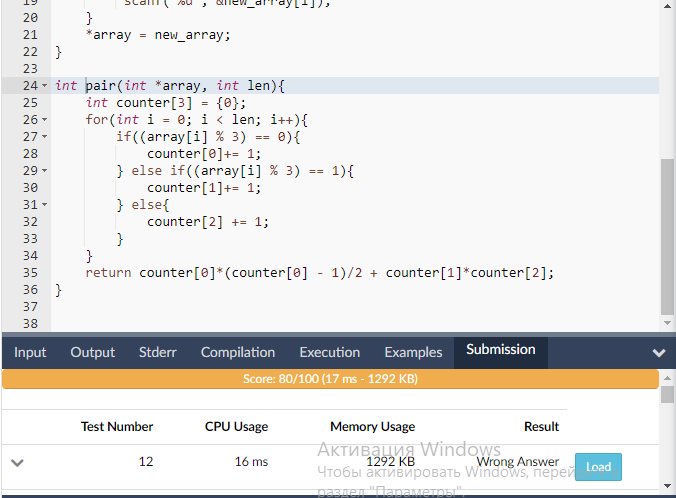 19 scanf("%d", &new_array[i]);
20 }
21 *array = new_array;
22 }
23
24 int pair(int *array, int len){
25 int counter[3] = {0};
26 for(int i = 0; i < len; i++){
27 if((array[i] % 3) == 0){
28 counter[0]+= 1;
29 } else if((array[i] % 3) == 1){
30 counter[1]+= 1;
31 } else{
32 counter[2] += 1;
33 }
34 }
35 return counter[0]*(counter[0] - 1)/2 + counter[1]*counter[2];
36 }
37
38
Input Output Stderr Compilation Execution Examples Submission
Score: 80/100 (17 ms - 1292 KB)
Test Number CPU Usage Memory Usage Result
12 16 ms 1292 KB Wrong Answer Load
Активация Windows
Чтобы активировать Windows, перей
раздел "Параметры".